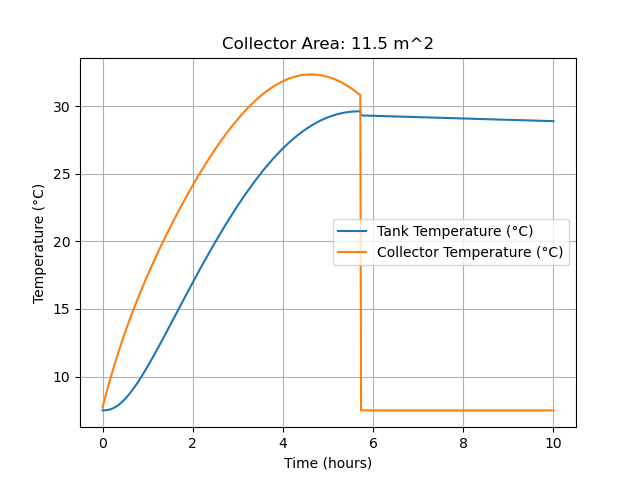 Collector Area: 11.5 m^2
Temperature (°C)
30
25
20
15
10
Tank Temperature (°C)
Collector Temperature (°C)
0 2 4 6 8 10
Time (hours)